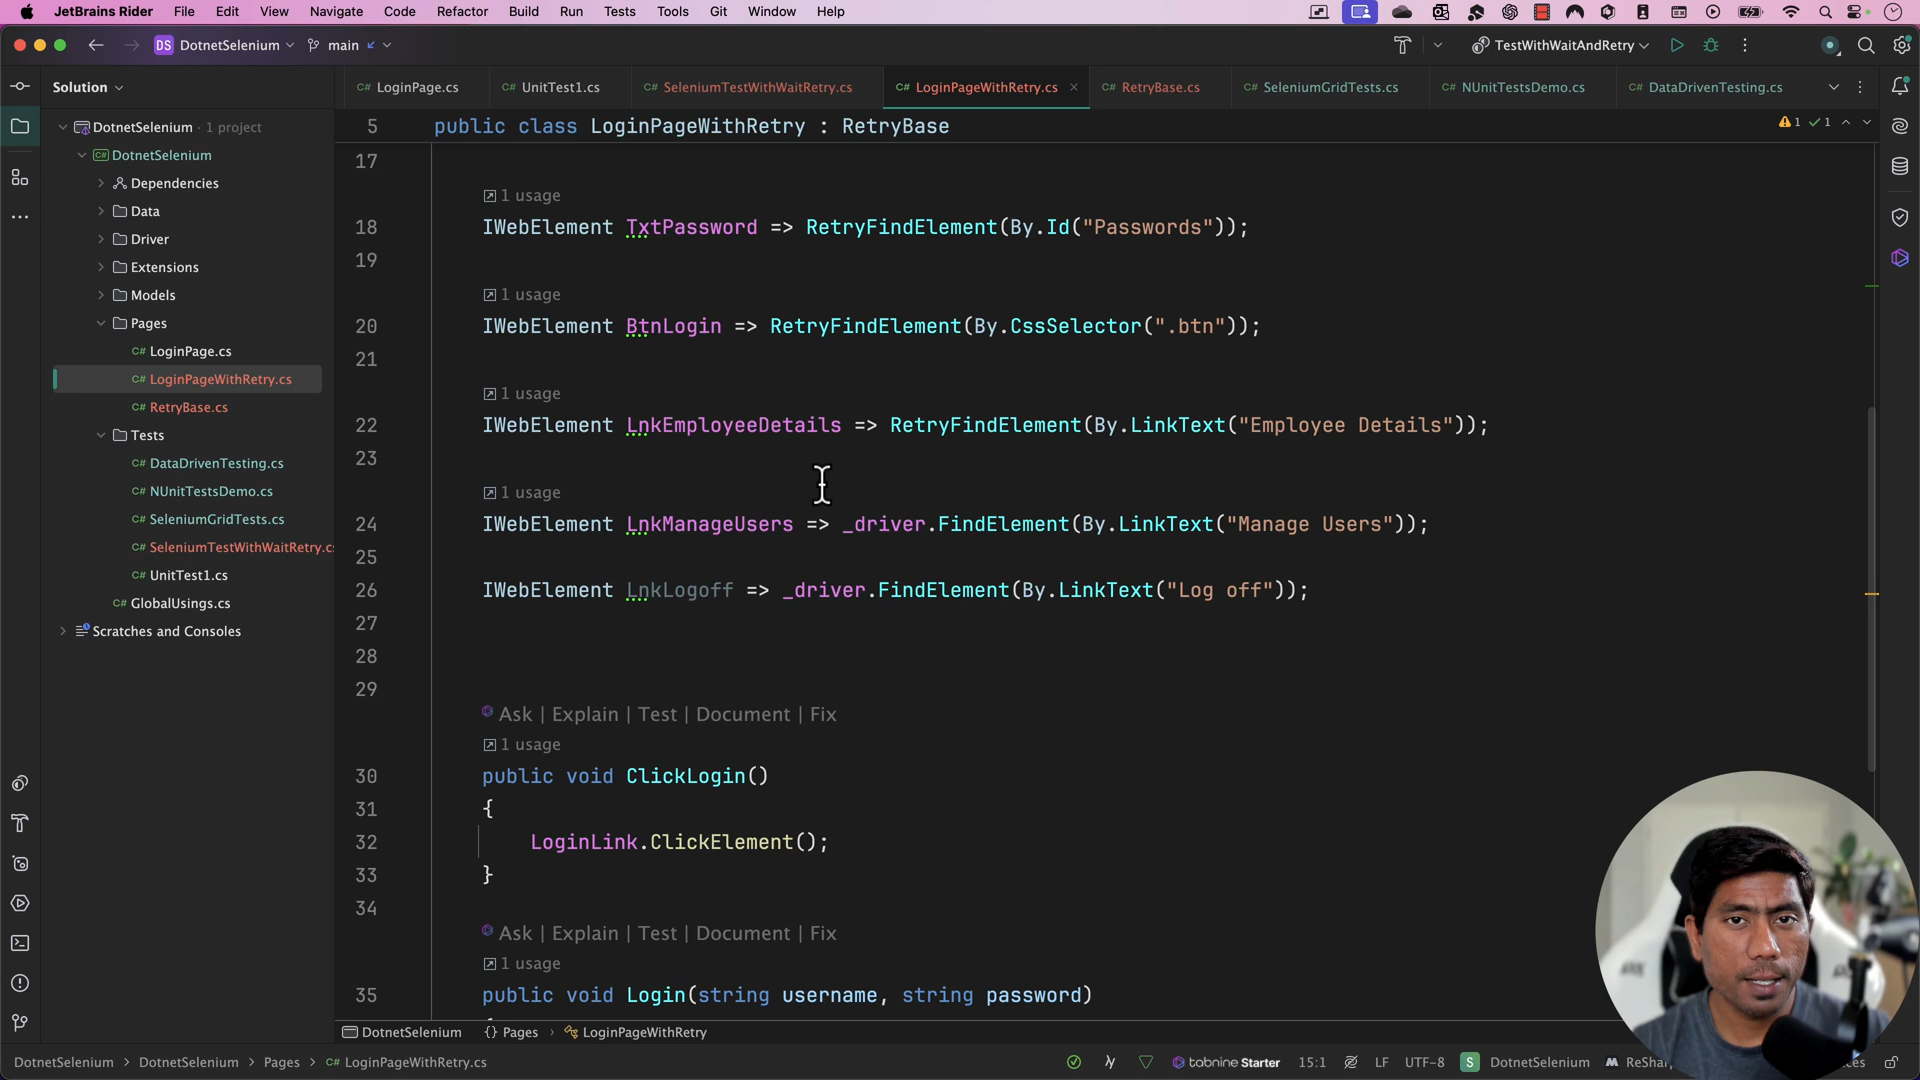 JetBrains Rider File Edit View Navigate Code Refactor Build Run Tests Tools Git Window Help
DS DotnetSelenium main TestWithWaitAndRetry
Solution
LoginPage.cs UnitTest1.cs SeleniumTestWithWaitRetry.cs LoginPageWithRetry.cs RetryBase.cs SeleniumGridTests.cs NUnitTestsDemo.cs DataDrivenTesting.cs
DotnetSelenium · 1 project
DotnetSelenium
Dependencies
Data
Driver
Extensions
Models
Pages
C# LoginPage.cs
C# LoginPageWithRetry.cs
C# RetryBase.cs
Tests
C# DataDrivenTesting.cs
C# NUnitTestsDemo.cs
C# SeleniumGridTests.cs
C# SeleniumTestWithWaitRetry.cs
C# UnitTest1.cs
C# GlobalUsings.cs
Scratches and Consoles
5 public class LoginPageWithRetry : RetryBase
1 1
17
1 usage
18 IWebElement TxtPassword => RetryFindElement(By.Id("Passwords"));
19
1 usage
20 IWebElement BtnLogin => RetryFindElement(By.CssSelector(".btn"));
21
1 usage
22 IWebElement LnkEmployeeDetails => RetryFindElement(By.LinkText("Employee Details"));
23
1 usage
24 IWebElement LnkManageUsers => _driver.FindElement(By.LinkText("Manage Users"));
25
26 IWebElement LnkLogoff => _driver.FindElement(By.LinkText("Log off"));
27
28
29
Ask | Explain | Test | Document | Fix
1 usage
30 public void ClickLogin()
31 {
32 LoginLink.ClickElement();
33 }
34
Ask | Explain | Test | Document | Fix
1 usage
35 public void Login(string username, string password)
DotnetSelenium {} Pages › LoginPageWithRetry
DotnetSelenium › DotnetSelenium › Pages › C# LoginPageWithRetry.cs tabnine Starter 15:1 LF UTF-8 S DotnetSelenium